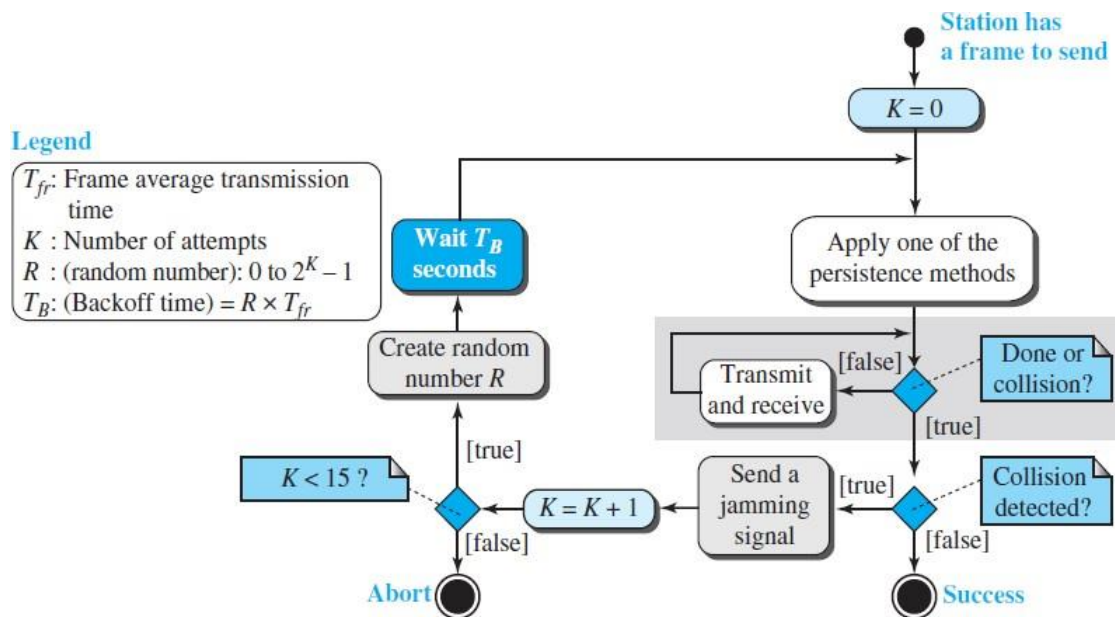 Station has
a frame to send
K = 0
Legend
T_fr: Frame average transmission
time
K : Number of attempts
R : (random number): 0 to 2^K – 1
T_B: (Backoff time) = R × T_fr
Wait T_B
seconds
Apply one of the
persistence methods
Create random
number R
[false]
Transmit
and receive
Done or
collision?
[true]
[true]
K < 15 ?
K = K + 1
Send a
jamming
signal
[true]
Collision
detected?
[false]
[false]
Abort
Success